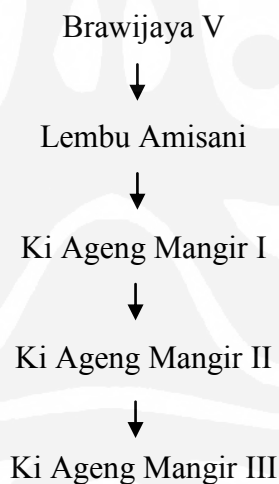 Brawijaya V
Lembu Amisani
Ki Ageng Mangir I
Ki Ageng Mangir II
Ki Ageng Mangir III